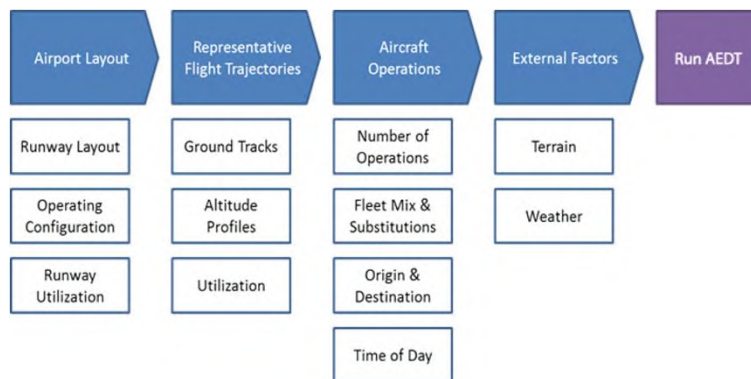 Airport Layout
Representative
Flight Trajectories
Aircraft
Operations
External Factors
Run AEDT
Runway Layout
Operating
Configuration
Runway
Utilization
Ground Tracks
Altitude
Profiles
Utilization
Number of
Operations
Fleet Mix &
Substitutions
Origin &
Destination
Time of Day
Terrain
Weather